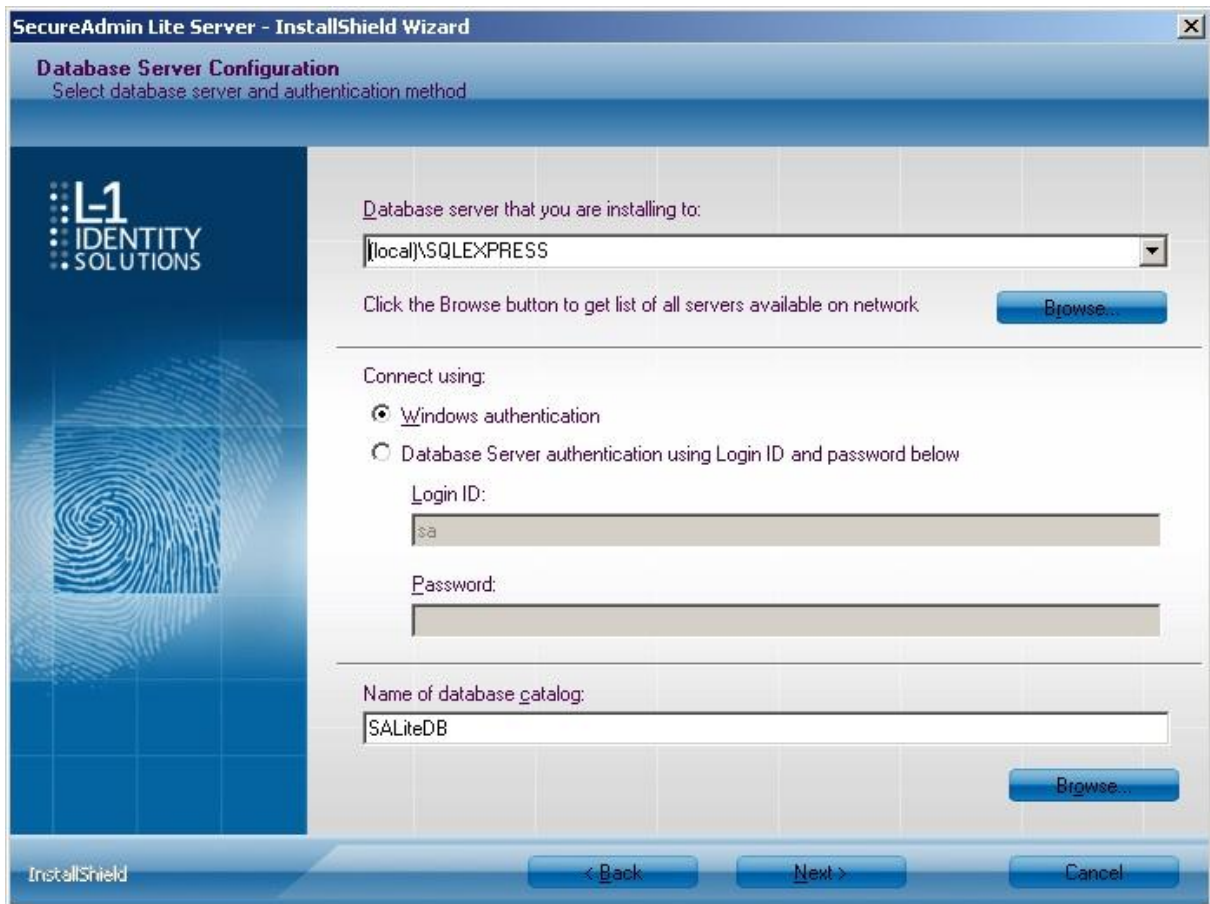 SecureAdmin Lite Server - InstallShield Wizard
Database Server Configuration
Select database server and authentication method
L-1
IDENTITY
SOLUTIONS
Database server that you are installing to:
(local)\SQLEXPRESS
Click the Browse button to get list of all servers available on network
Browse...
Connect using:
Windows authentication
Database Server authentication using Login ID and password below
Login ID:
sa
Password:
Name of database catalog:
SALiteDB
Browse...
InstallShield
< Back
Next >
Cancel